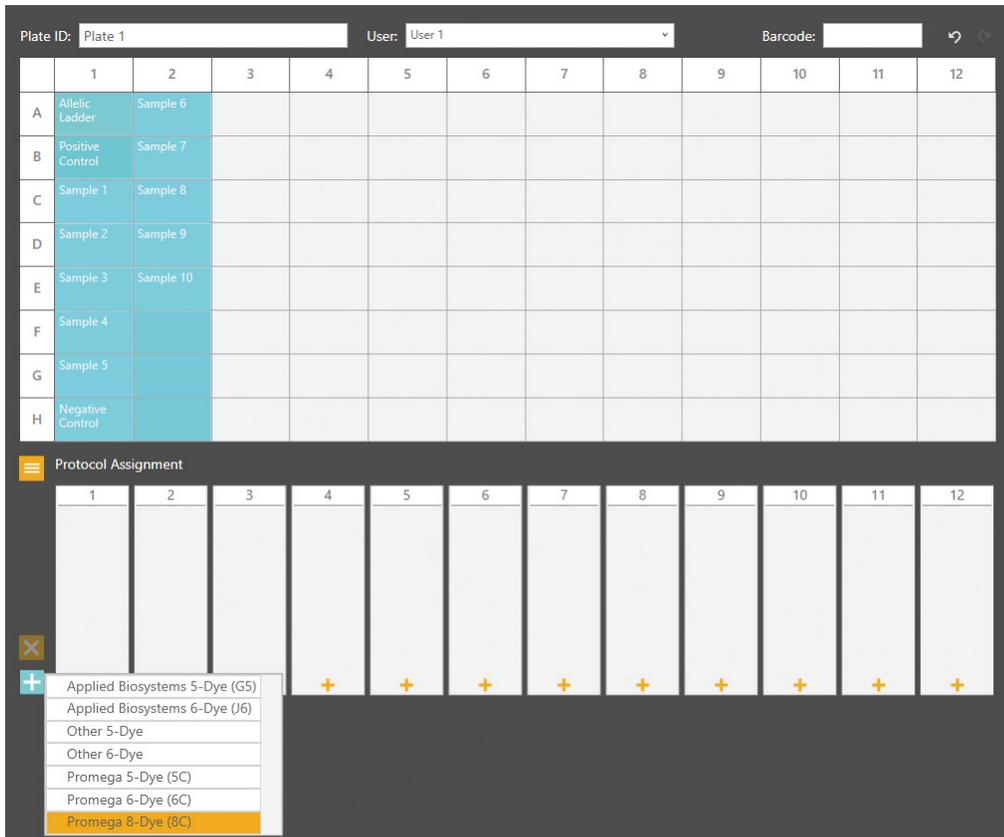 Plate ID: Plate 1 User: User 1 Barcode:
1 2 3 4 5 6 7 8 9 10 11 12
A Allelic Ladder Sample 6
B Positive Control Sample 7
C Sample 1 Sample 8
D Sample 2 Sample 9
E Sample 3 Sample 10
F Sample 4
G Sample 5
H Negative Control
Protocol Assignment
1 2 3 4 5 6 7 8 9 10 11 12
Applied Biosystems 5-Dye (G5)
Applied Biosystems 6-Dye (J6)
Other 5-Dye
Other 6-Dye
Promega 5-Dye (5C)
Promega 6-Dye (6C)
Promega 8-Dye (8C)